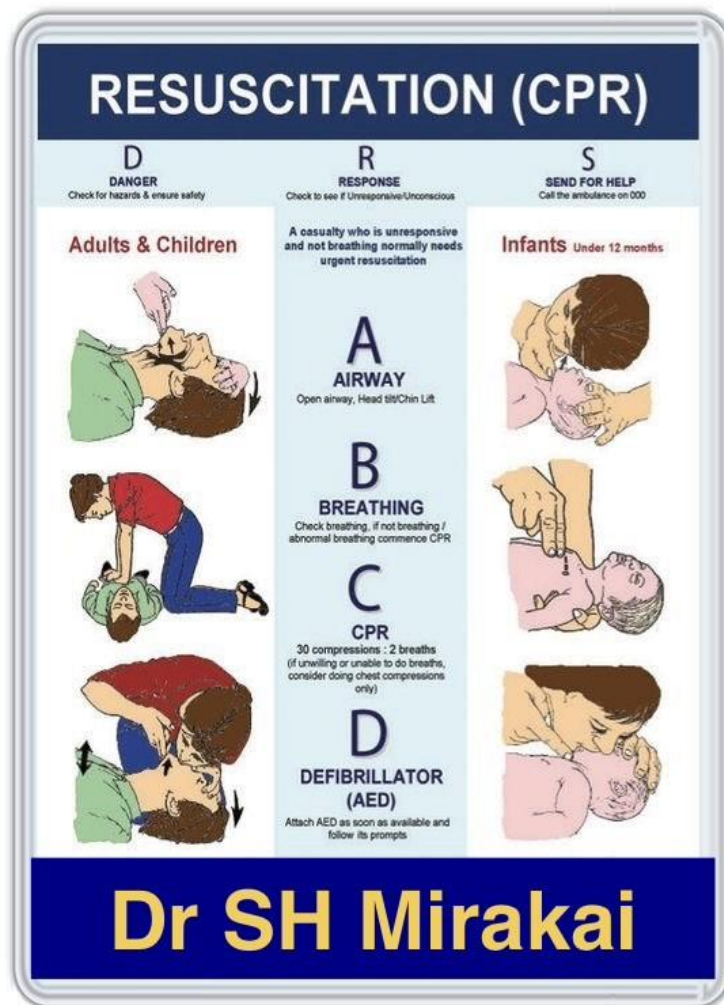 RESUSCITATION (CPR)
D
DANGER
Check for hazards & ensure safety
R
RESPONSE
Check to see if Unresponsive/Unconscious
S
SEND FOR HELP
Call the ambulance on 000
Adults & Children
A casualty who is unresponsive
and not breathing normally needs
urgent resuscitation
Infants Under 12 months
A
AIRWAY
Open airway, Head tilt/Chin Lift
B
BREATHING
Check breathing, if not breathing /
abnormal breathing commence CPR
C
CPR
30 compressions : 2 breaths
(if unwilling or unable to do breaths,
consider doing chest compressions
only)
D
DEFIBRILLATOR
(AED)
Attach AED as soon as available and
follow its prompts
Dr SH Mirakai